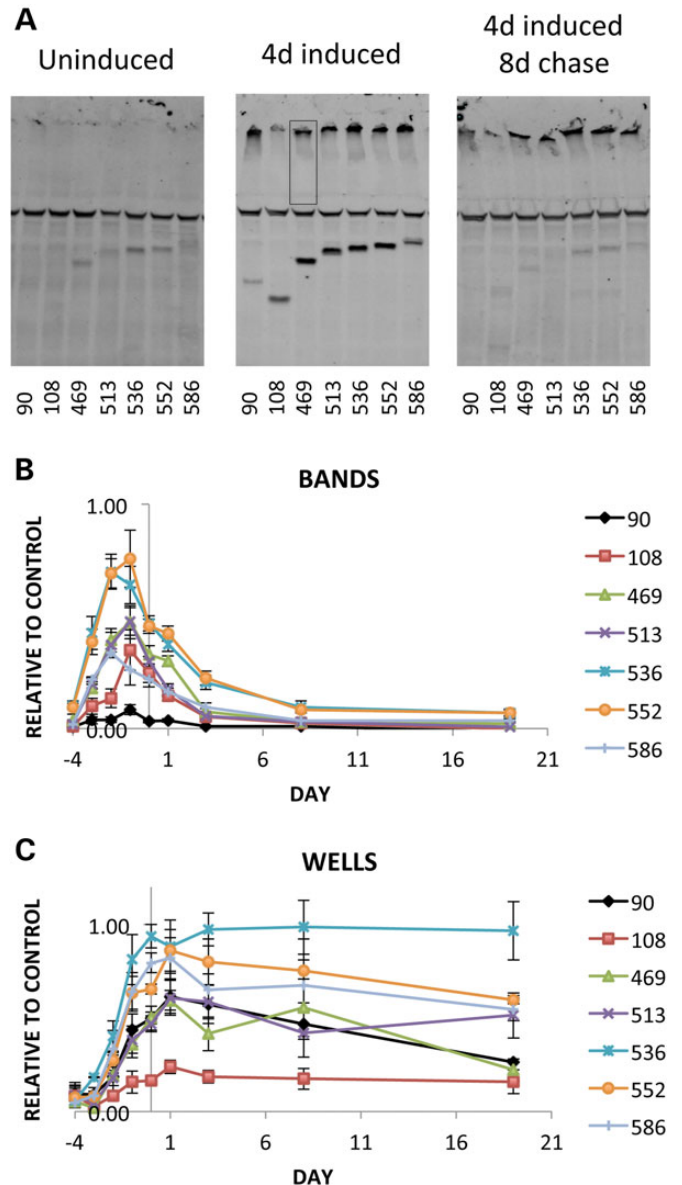 A
Uninduced
4d induced
4d induced
8d chase
90 108 469 513 536 552 586
90 108 469 513 536 552 586
90 108 469 513 536 552 586
B
BANDS
RELATIVE TO CONTROL
1.00
0.00
-4 1 6 11 16 21
DAY
90
108
469
513
536
552
586
C
WELLS
RELATIVE TO CONTROL
1.00
0.00
-4 1 6 11 16 21
DAY
90
108
469
513
536
552
586